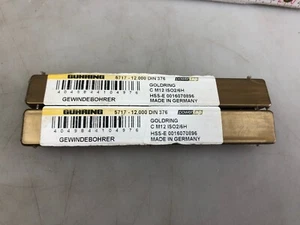 GÜHRING
5717-12,000 DIN 376
GOLDRING
C M12 ISO2/6H
HSS-E 0016070896
MADE IN GERMANY
GEWINDEBOHRER
GÜHRING
5717-12,000 DIN 376
GOLDRING
C M12 ISO2/6H
HSS-E 0016070896
MADE IN GERMANY
GEWINDEBOHRER